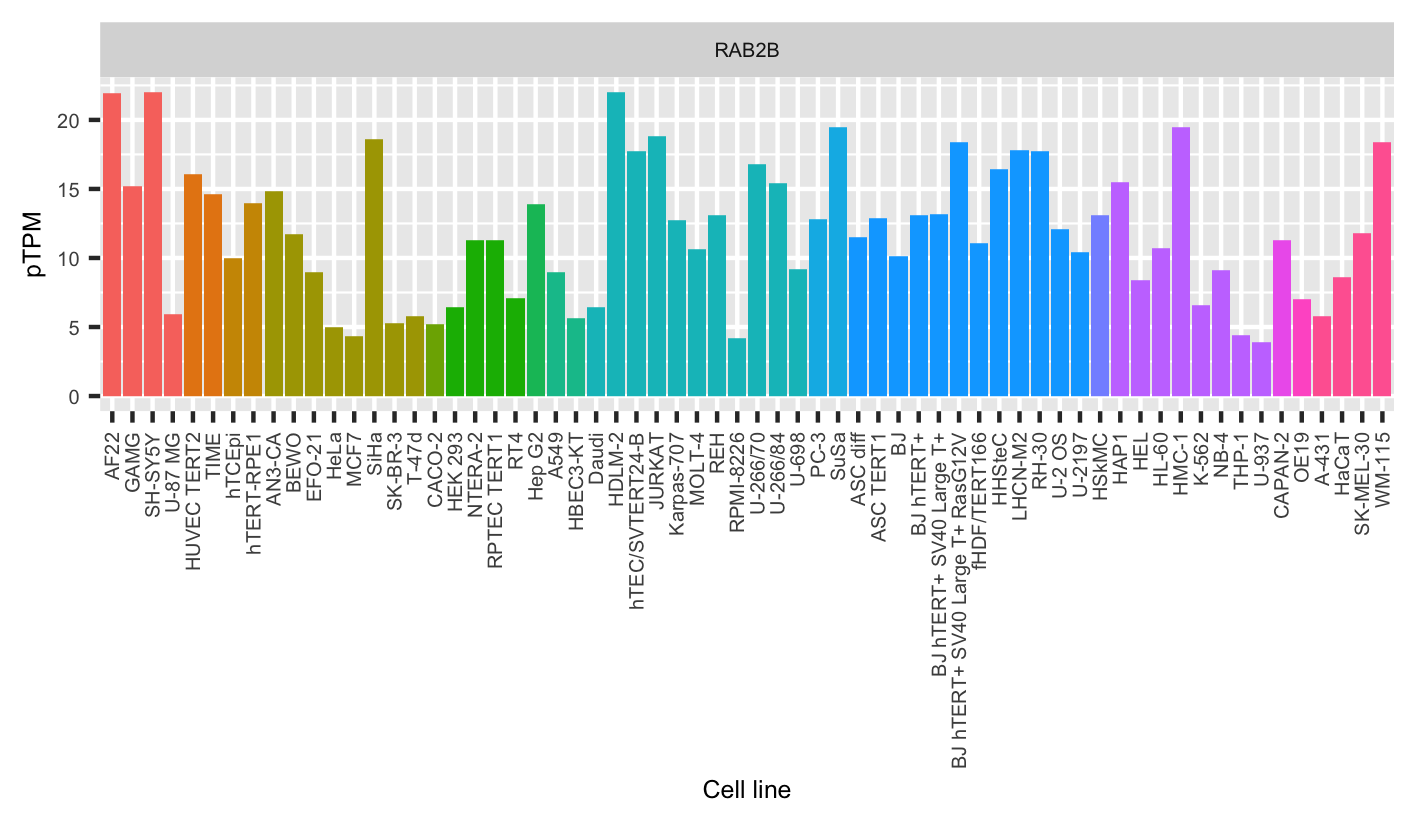 RAB2B
pTPM
20
15
10
5
0
AF22
GAMG
SH-SY5Y
U-87 MG
HUVEC TERT2
TIME
hTCEpi
hTERT-RPE1
AN3-CA
BEWO
EFO-21
HeLa
MCF7
SiHa
SK-BR-3
T-47d
CACO-2
HEK 293
NTERA-2
RPTEC TERT1
RT4
Hep G2
A549
HBEC3-KT
Daudi
HDLM-2
hTEC/SVTERT24-B
JURKAT
Karpas-707
MOLT-4
REH
RPMI-8226
U-266/70
U-266/84
U-698
PC-3
SuSa
ASC diff
ASC TERT1
BJ
BJ hTERT+
BJ hTERT+ SV40 Large T+
BJ hTERT+ SV40 Large T+ RasG12V
fHDF/TERT166
HHSteC
LHCN-M2
RH-30
U-2 OS
U-2197
HSkMC
HAP1
HEL
HL-60
HMC-1
K-562
NB-4
THP-1
U-937
CAPAN-2
OE19
A-431
HaCaT
SK-MEL-30
WM-115
Cell line